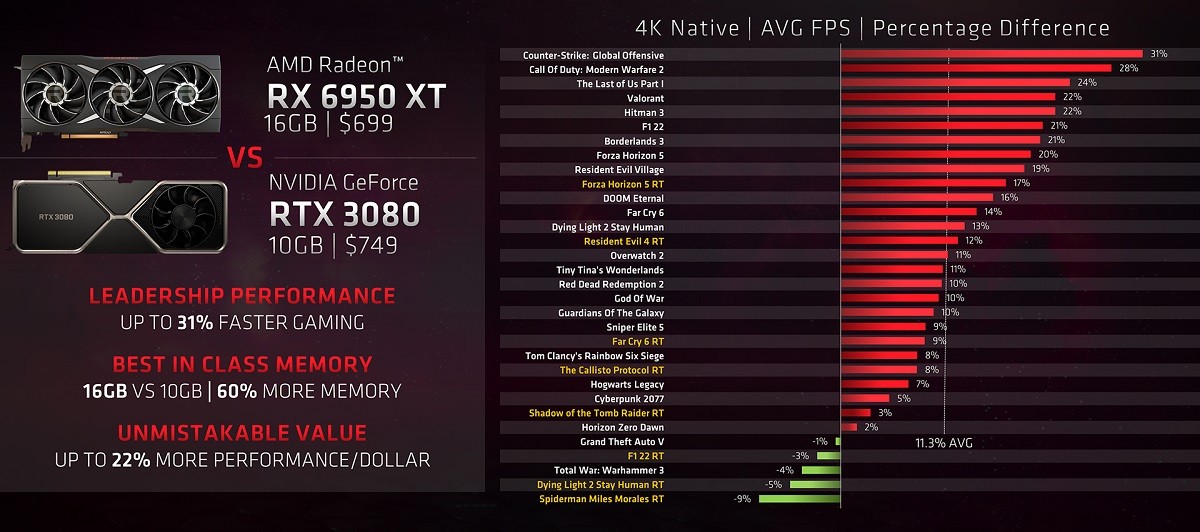 AMD Radeon™
RX 6950 XT
16GB | $699
VS
RTX 3080
NVIDIA GeForce
RTX 3080
10GB | $749
LEADERSHIP PERFORMANCE
UP TO 31% FASTER GAMING
BEST IN CLASS MEMORY
16GB VS 10GB | 60% MORE MEMORY
UNMISTAKABLE VALUE
UP TO 22% MORE PERFORMANCE/DOLLAR
4K Native | AVG FPS | Percentage Difference
Counter-Strike: Global Offensive 31%
Call Of Duty: Modern Warfare 2 28%
The Last of Us Part I 24%
Valorant 22%
Hitman 3 22%
F1 22 21%
Borderlands 3 21%
Forza Horizon 5 20%
Resident Evil Village 19%
Forza Horizon 5 RT 17%
DOOM Eternal 16%
Far Cry 6 14%
Dying Light 2 Stay Human 13%
Resident Evil 4 RT 12%
Overwatch 2 11%
Tiny Tina's Wonderlands 11%
Red Dead Redemption 2 10%
God Of War 10%
Guardians Of The Galaxy 10%
Sniper Elite 5 9%
Far Cry 6 RT 9%
Tom Clancy's Rainbow Six Siege 8%
The Callisto Protocol RT 8%
Hogwarts Legacy 7%
Cyberpunk 2077 5%
Shadow of the Tomb Raider RT 3%
Horizon Zero Dawn 2%
Grand Theft Auto V -1% 11.3% AVG
F1 22 RT -3%
Total War: Warhammer 3 -4%
Dying Light 2 Stay Human RT -5%
Spiderman Miles Morales RT -9%